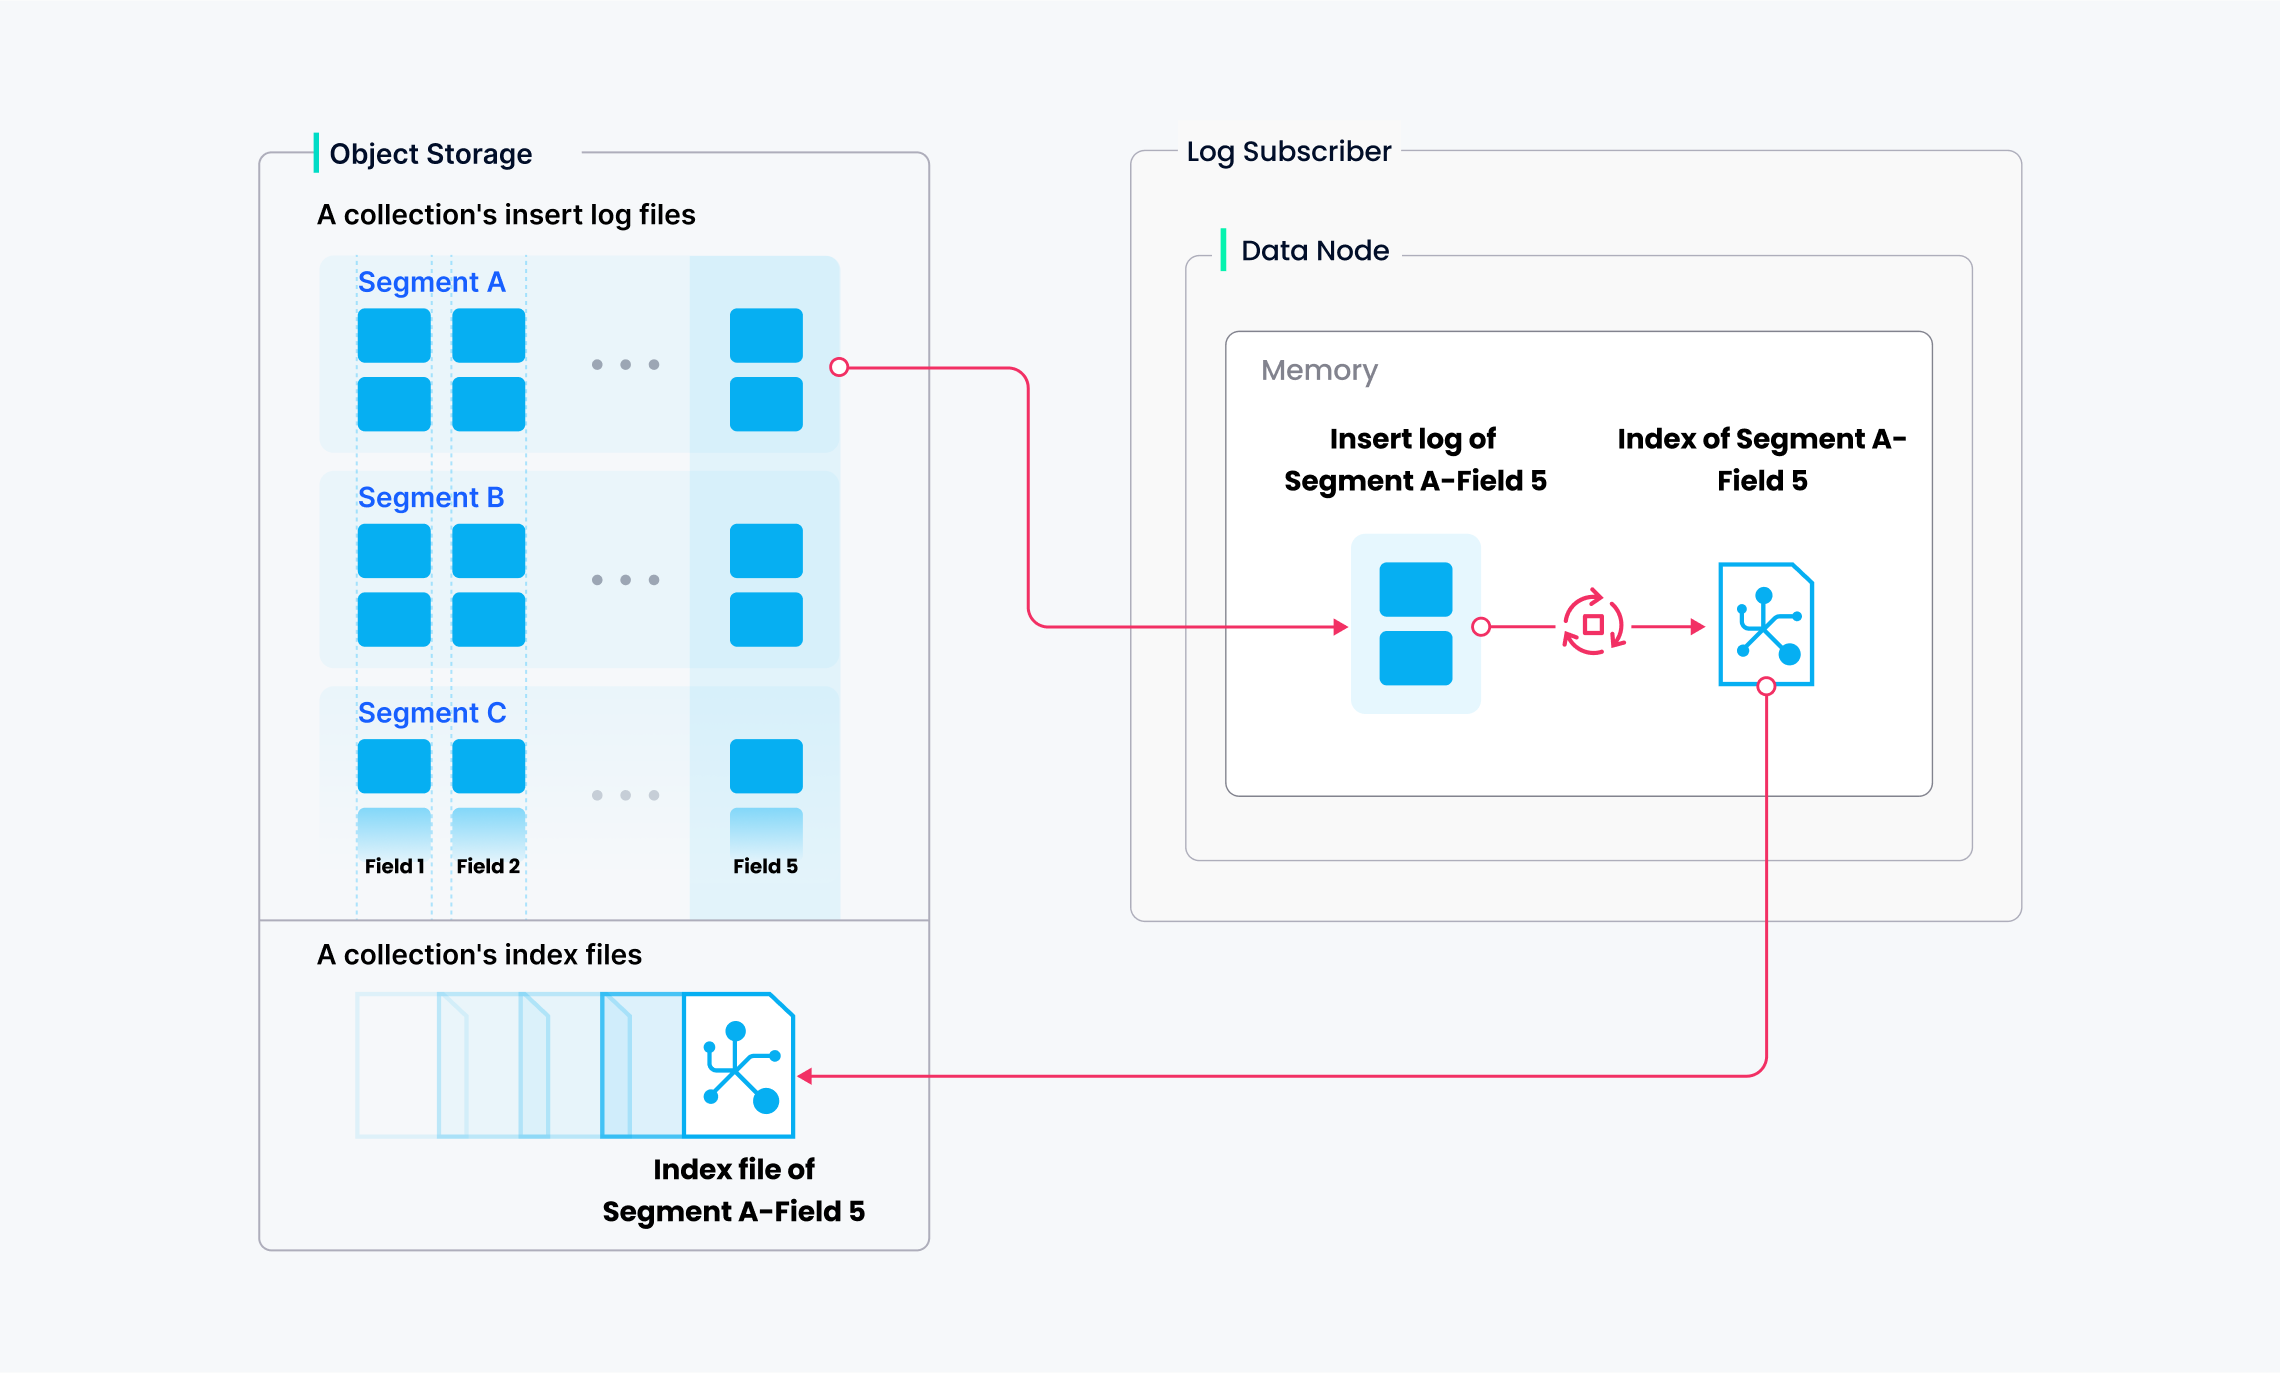 Object Storage
A collection's insert log files
Segment A
Segment B
Segment C
Field 1
Field 2
Field 5
A collection's index files
Index file of
Segment A-Field 5
Log Subscriber
Data Node
Memory
Insert log of
Segment A-Field 5
Index of Segment A-
Field 5